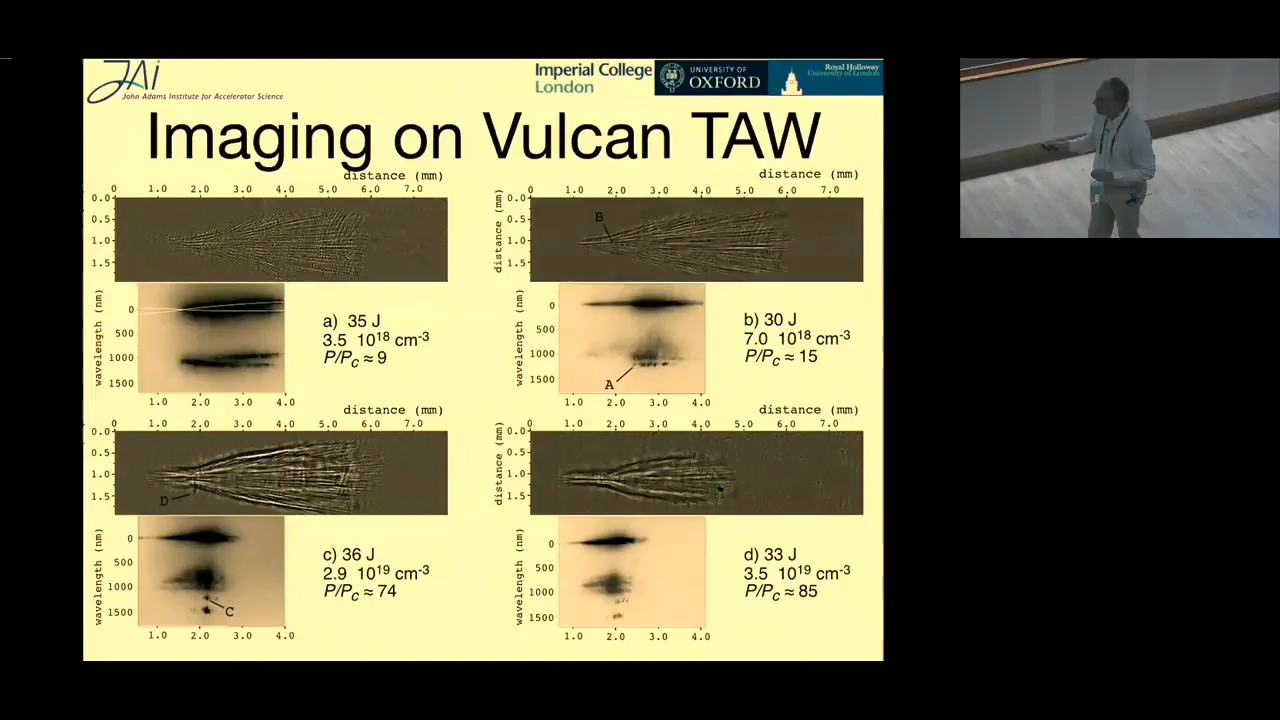 JAi
John Adams Institute for Accelerator Science
Imperial College
London
UNIVERSITY OF
OXFORD
Royal Holloway
University of London
Imaging on Vulcan TAW
distance (mm)
0 1.0 2.0 3.0 4.0 5.0 6.0 7.0
0.0
0.5
1.0
1.5
wavelength (nm)
0
500
1000
1500
1.0 2.0 3.0 4.0
a) 35 J
3.5 10¹⁸ cm⁻³
P/Pc ≈ 9
distance (mm)
0 1.0 2.0 3.0 4.0 5.0 6.0 7.0
distance (mm)
0.0
0.5
1.0
1.5
B
wavelength (nm)
0
500
1000
1500
A
1.0 2.0 3.0 4.0
b) 30 J
7.0 10¹⁸ cm⁻³
P/Pc ≈ 15
distance (mm)
0 1.0 2.0 3.0 4.0 5.0 6.0 7.0
0.0
0.5
1.0
1.5
D
wavelength (nm)
0
500
1000
1500
C
1.0 2.0 3.0 4.0
c) 36 J
2.9 10¹⁹ cm⁻³
P/Pc ≈ 74
distance (mm)
0 1.0 2.0 3.0 4.0 5.0 6.0 7.0
distance (mm)
0.0
0.5
1.0
1.5
wavelength (nm)
0
500
1000
1500
1.0 2.0 3.0 4.0
d) 33 J
3.5 10¹⁹ cm⁻³
P/Pc ≈ 85